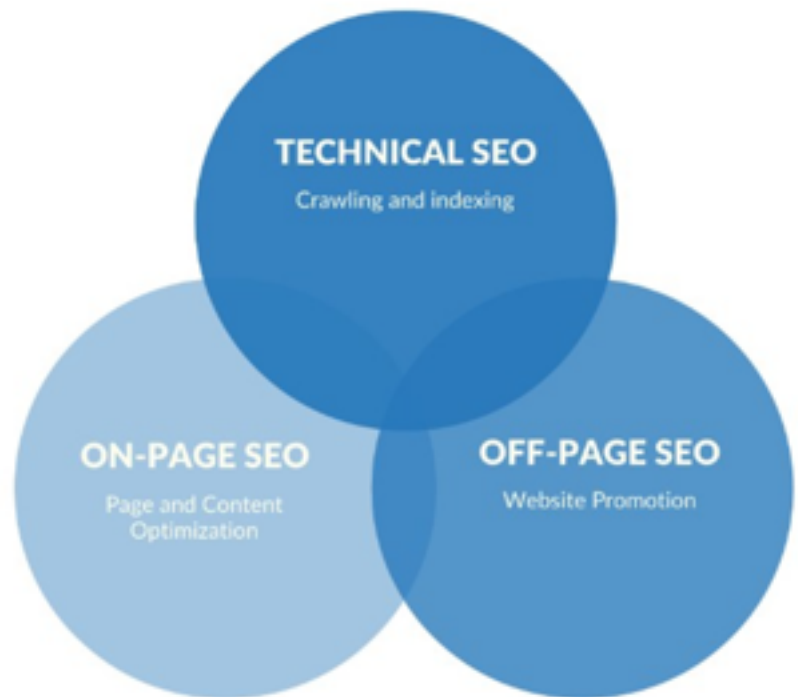 TECHNICAL SEO
Crawling and indexing
ON-PAGE SEO
Page and Content
Optimization
OFF-PAGE SEO
Website Promotion